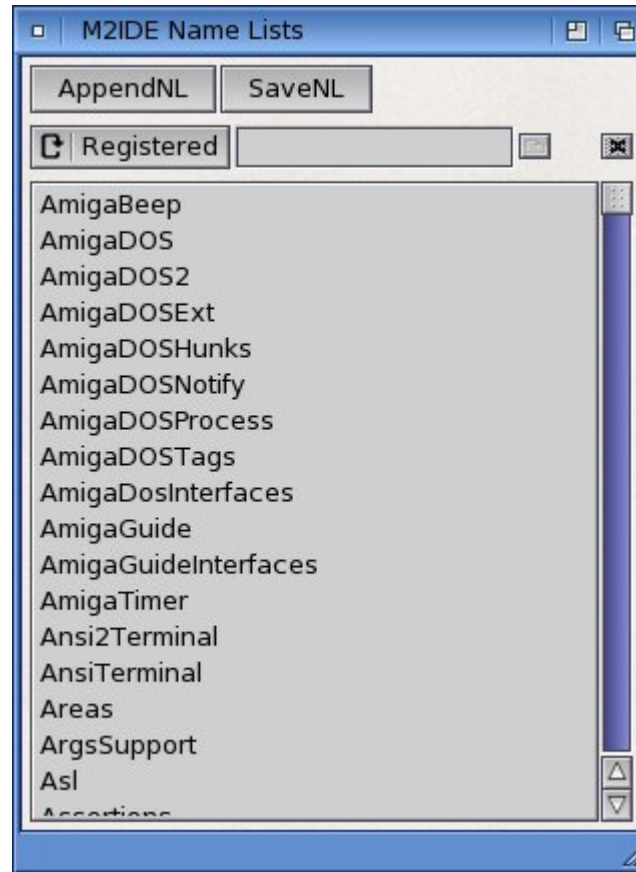 M2IDE Name Lists
AppendNL SaveNL
Registered
AmigaBeep
AmigaDOS
AmigaDOS2
AmigaDOSExt
AmigaDOSHunks
AmigaDOSNotify
AmigaDOSProcess
AmigaDOSTags
AmigaDosInterfaces
AmigaGuide
AmigaGuideInterfaces
AmigaTimer
Ansi2Terminal
AnsiTerminal
Areas
ArgsSupport
Asl
Assertions